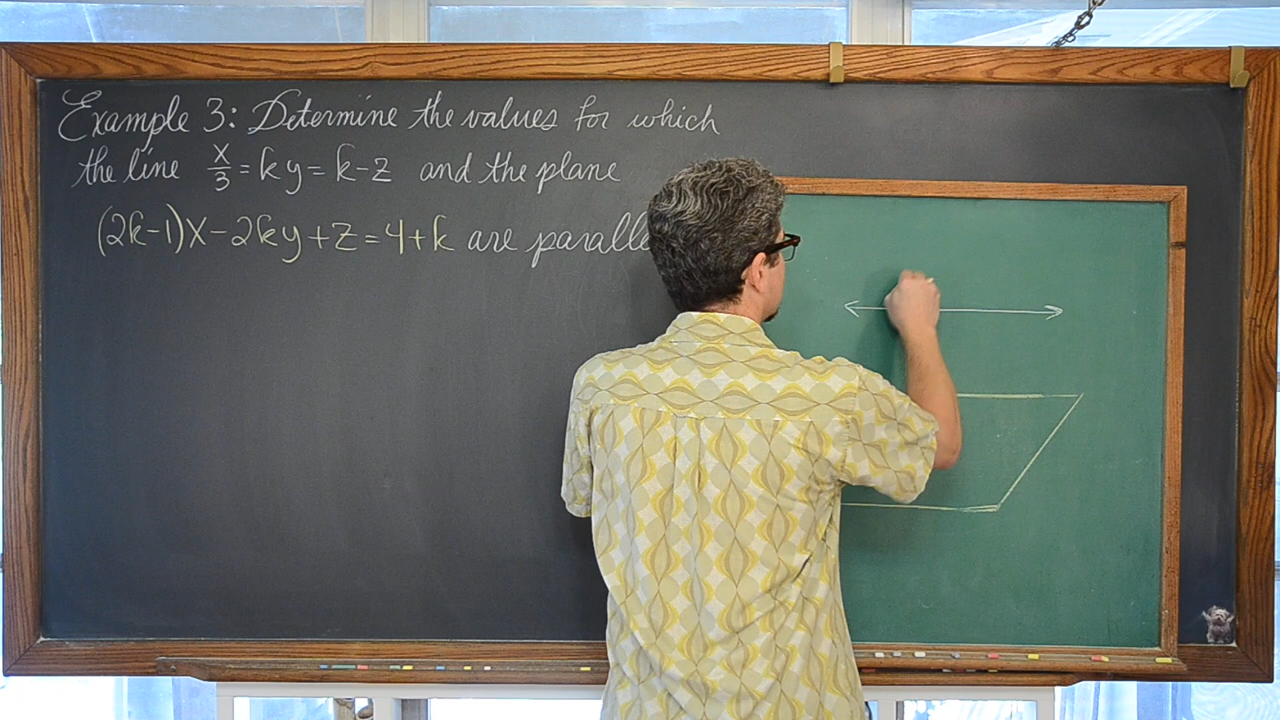 Example 3: Determine the values for which
the line x/3 = ky = k-z and the plane
(2k-1)x - 2ky + z = 4+k are paralle